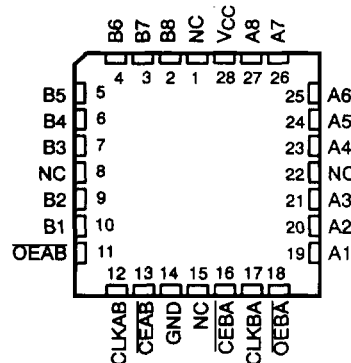 B6 B7 B8 NC VCC A8 A7
4 3 2 1 28 27 26
B5 5 25 A6
B4 6 24 A5
B3 7 23 A4
NC 8 22 NC
B2 9 21 A3
B1 10 20 A2
OEAB 11 19 A1
12 13 14 15 16 17 18
CLKAB CEAB GND NC CEBA CLKBA OEBA